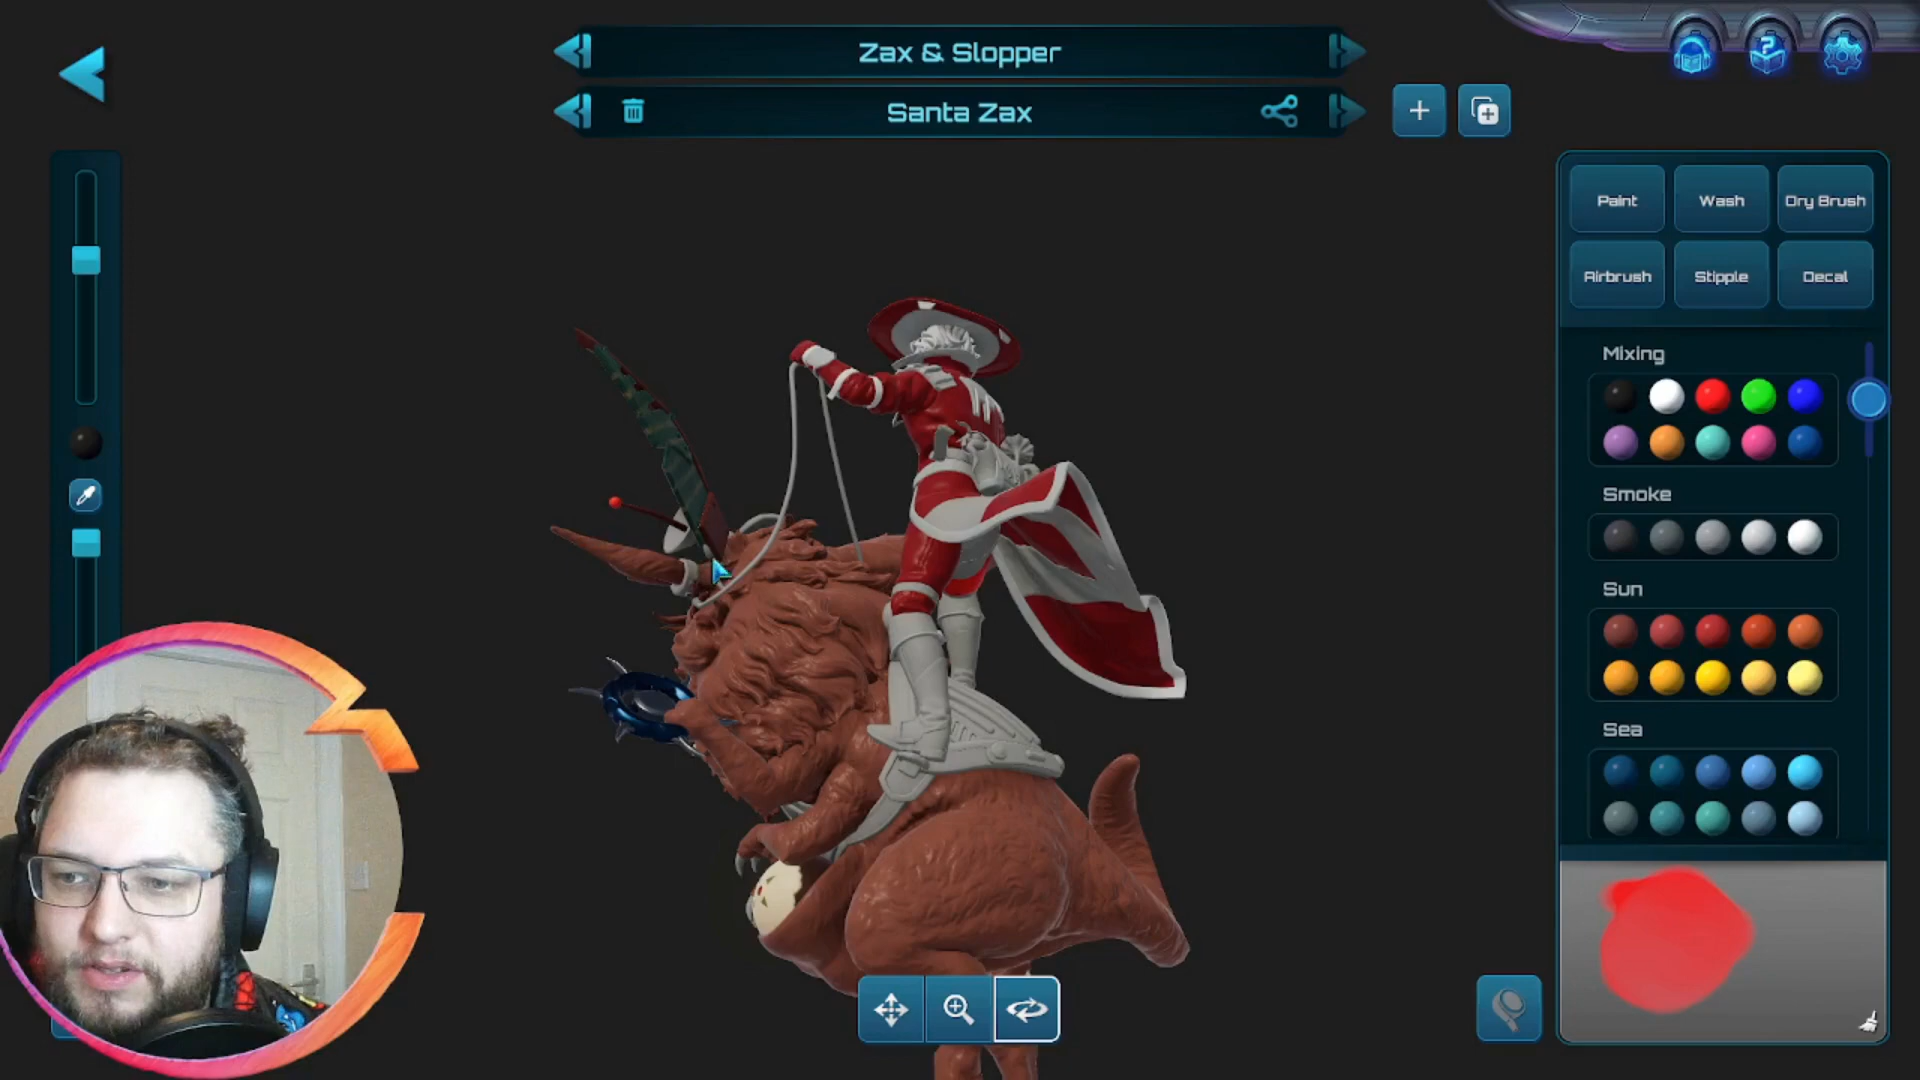 Zax & Slopper
Santa Zax
Paint
Wash
Dry Brush
Airbrush
Stipple
Decal
Mixing
Smoke
Sun
Sea